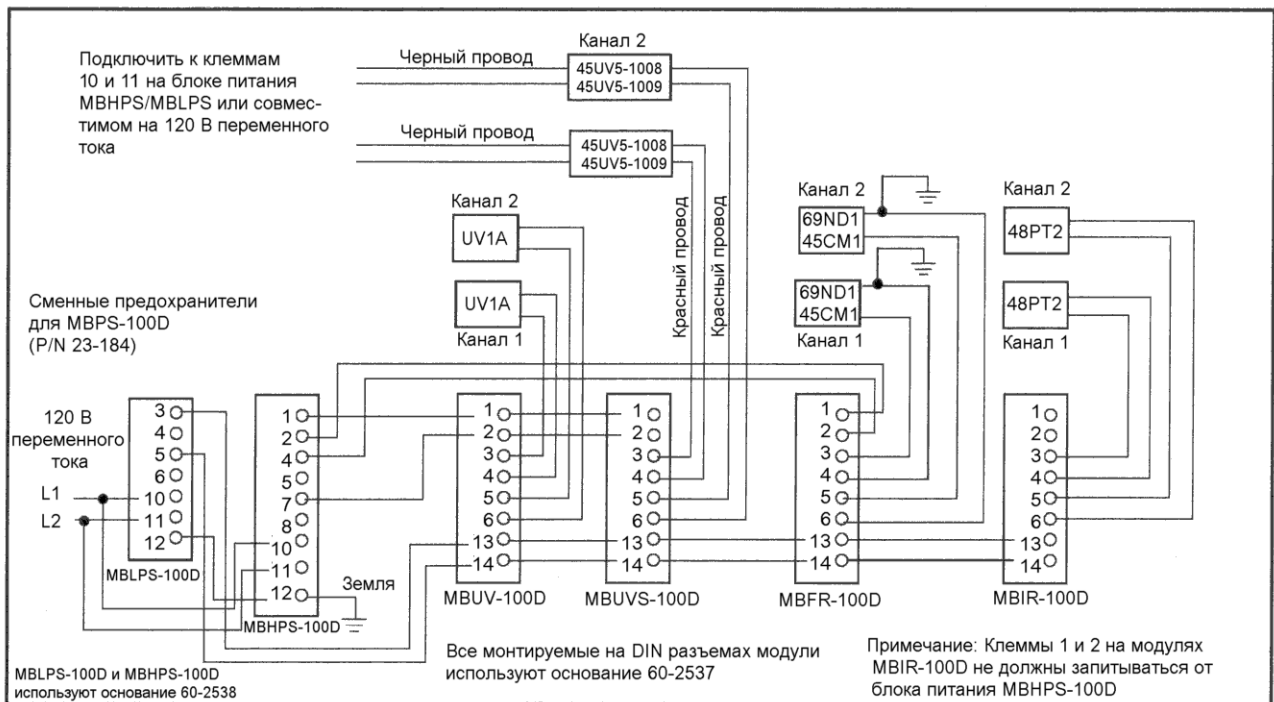 Подключить к клеммам
10 и 11 на блоке питания
MBHPS/MBLPS или совмес-
тимом на 120 В переменного
тока
Черный провод
Канал 2
45UV5-1008
45UV5-1009
Черный провод
45UV5-1008
45UV5-1009
Красный провод
Красный провод
Канал 2
UV1A
UV1A
Канал 1
Канал 2
69ND1
45CM1
69ND1
45CM1
Канал 1
Канал 2
48PT2
48PT2
Канал 1
Сменные предохранители
для MBPS-100D
(P/N 23-184)
120 В
переменного
тока
L1
L2
3
4
5
6
10
11
12
MBLPS-100D
1
2
4
5
7
8
10
11
12
MBHPS-100D
Земля
1
2
3
4
5
6
13
14
MBUV-100D
1
2
3
4
5
6
13
14
MBUVS-100D
1
2
3
4
5
6
13
14
MBFR-100D
1
2
3
4
5
6
13
14
MBIR-100D
MBLPS-100D и MBHPS-100D
используют основание 60-2538
Все монтируемые на DIN разъемах модули
используют основание 60-2537
Примечание: Клеммы 1 и 2 на модулях
MBIR-100D не должны запитываться от
блока питания MBHPS-100D